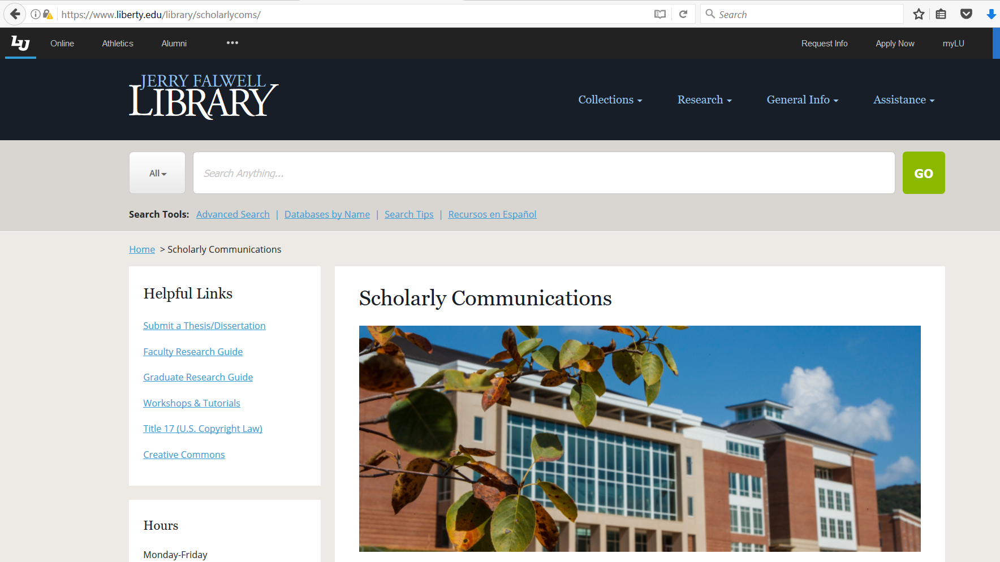 https://www.liberty.edu/library/scholarlycoms/
Search
LU
Online
Athletics
Alumni
•••
Request Info
Apply Now
myLU
JERRY FALWELL
LIBRARY
Collections
Research
General Info
Assistance
All
Search Anything...
GO
Search Tools: Advanced Search | Databases by Name | Search Tips | Recursos en Español
Home > Scholarly Communications
Helpful Links
Submit a Thesis/Dissertation
Faculty Research Guide
Graduate Research Guide
Workshops & Tutorials
Title 17 (U.S. Copyright Law)
Creative Commons
Hours
Monday-Friday
Scholarly Communications